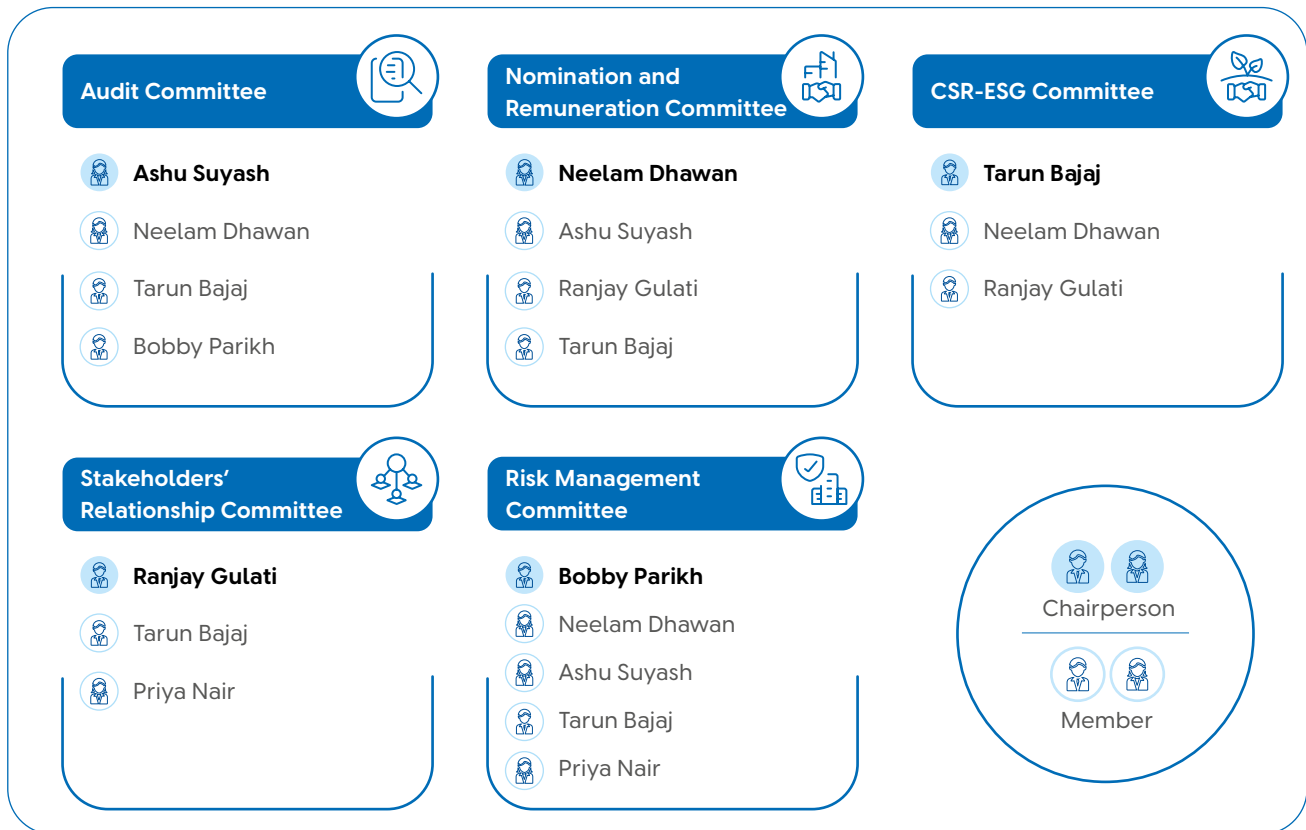 Audit Committee
Ashu Suyash
Neelam Dhawan
Tarun Bajaj
Bobby Parikh
Nomination and
Remuneration Committee
Neelam Dhawan
Ashu Suyash
Ranjay Gulati
Tarun Bajaj
CSR-ESG Committee
Tarun Bajaj
Neelam Dhawan
Ranjay Gulati
Stakeholders’
Relationship Committee
Ranjay Gulati
Tarun Bajaj
Priya Nair
Risk Management
Committee
Bobby Parikh
Neelam Dhawan
Ashu Suyash
Tarun Bajaj
Priya Nair
Chairperson
Member